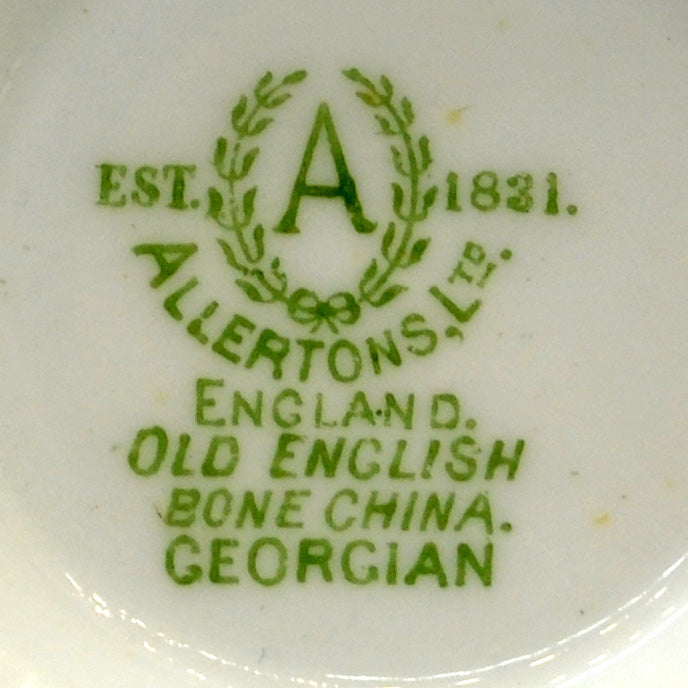 A
EST. 1831.
ALLERTONS, LTD.
ENGLAND.
OLD ENGLISH
BONE CHINA.
GEORGIAN